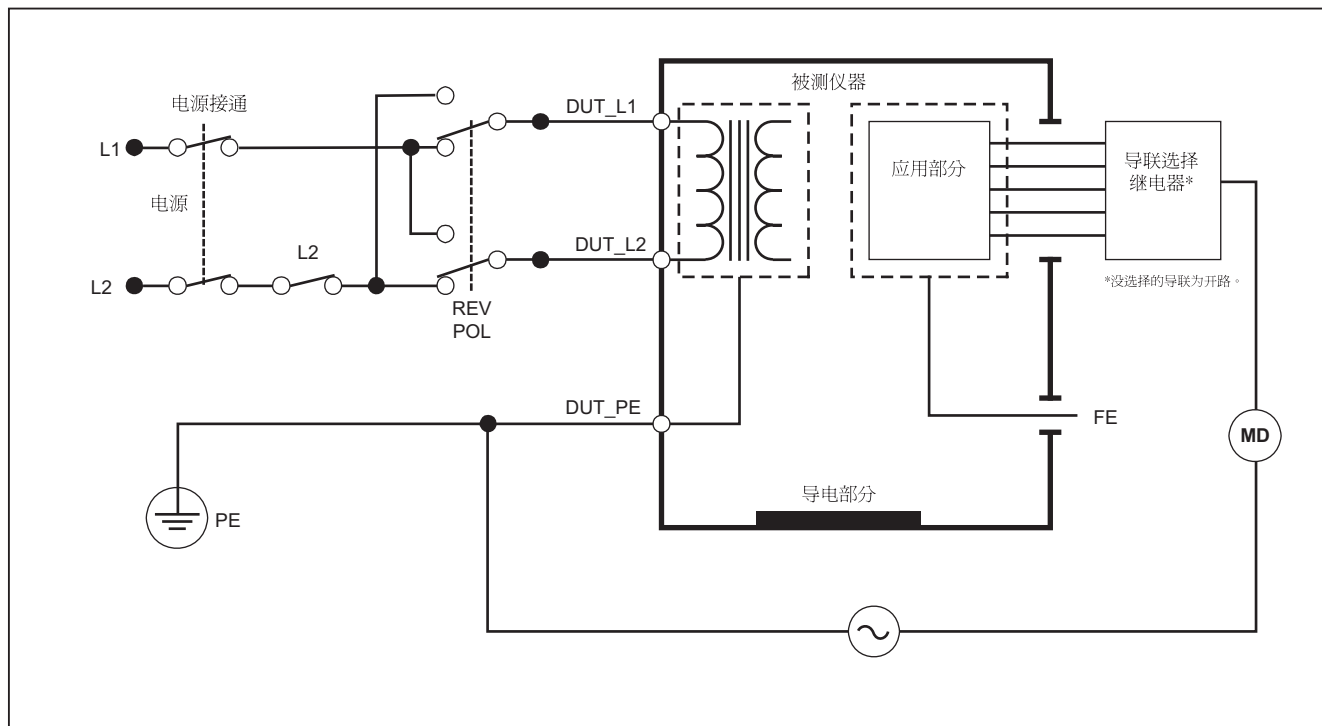 被测仪器
电源接通
DUT_L1
L1
应用部分
导联选择
继电器*
电源
DUT_L2
L2
L2
*没选择的导联为开路。
REV
POL
DUT_PE
FE
MD
导电部分
PE